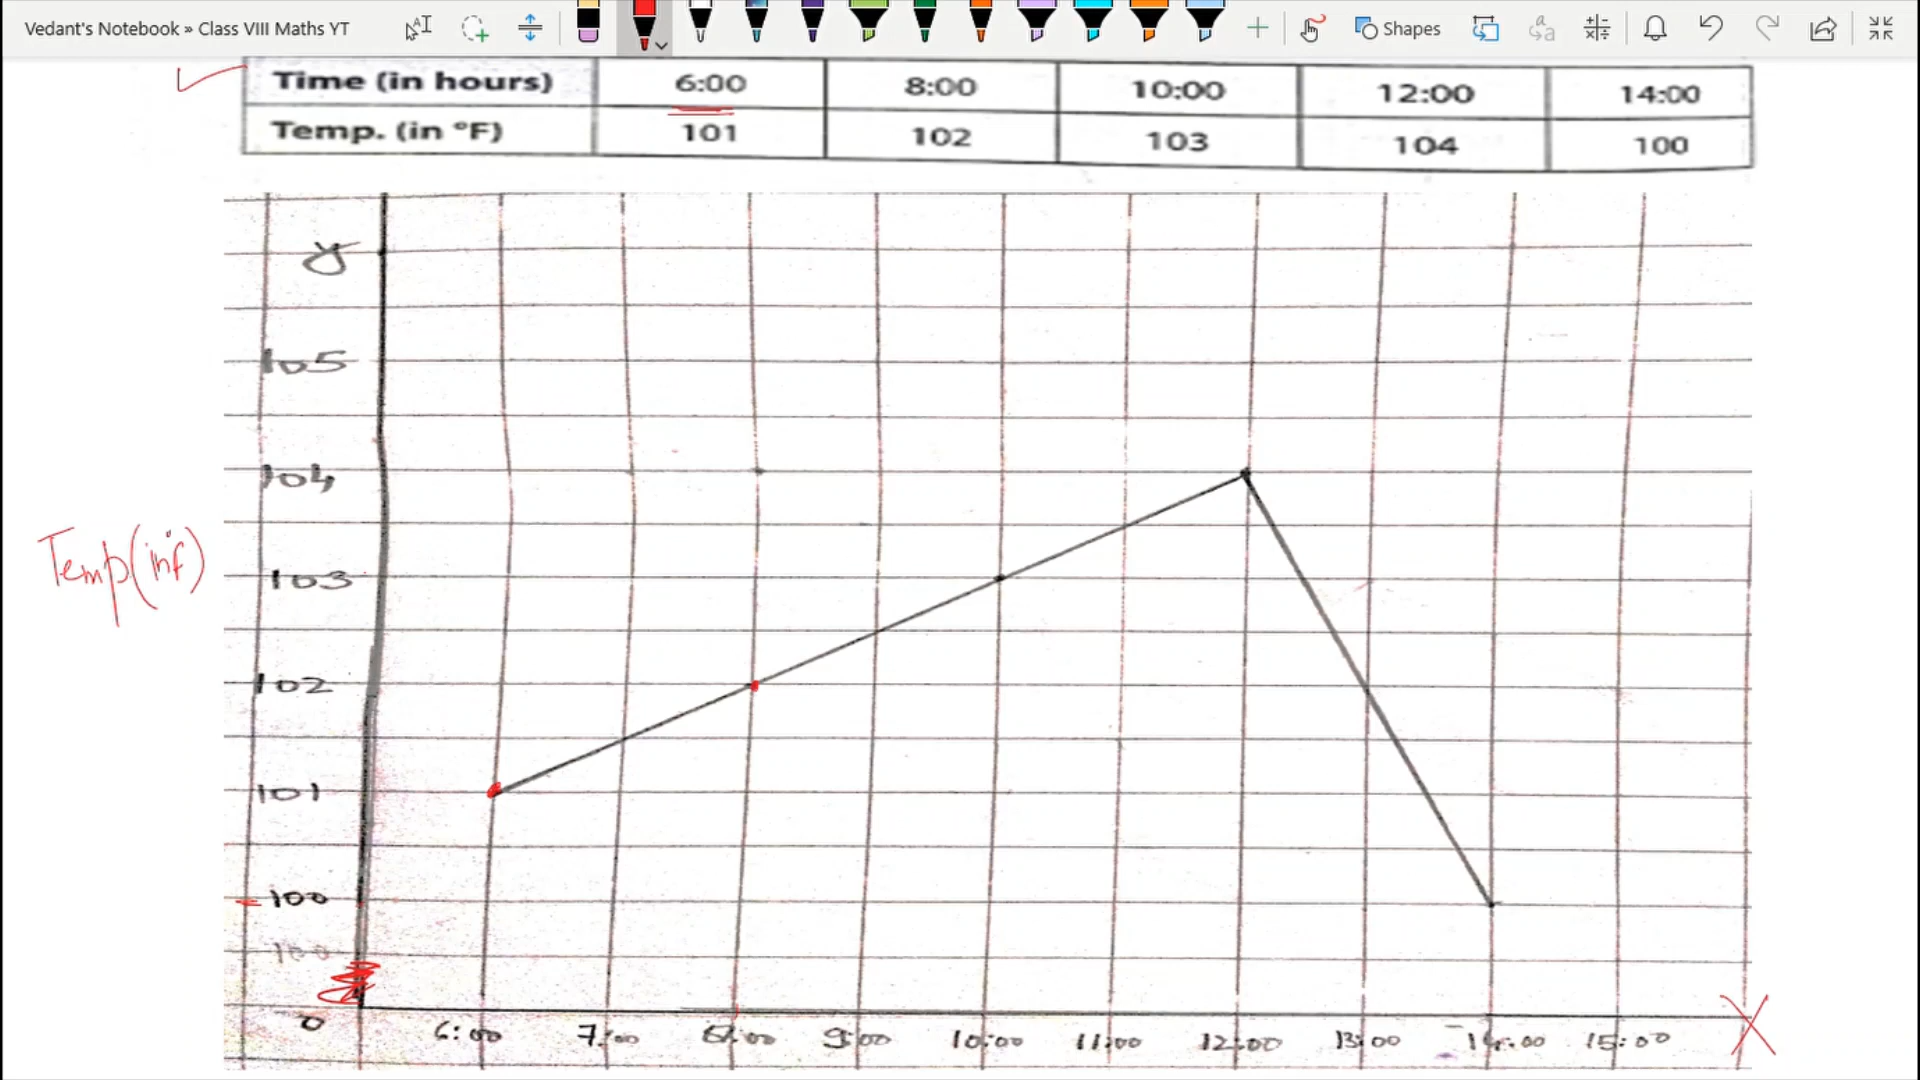 Vedant's Notebook » Class VIII Maths YT
Shapes
Time (in hours) 6:00 8:00 10:00 12:00 14:00
Temp. (in °F) 101 102 103 104 100
y
105
104
Temp(in°F)
103
102
101
100
100
0 6:00 7:00 8:00 9:00 10:00 11:00 12:00 13:00 14:00 15:00 X